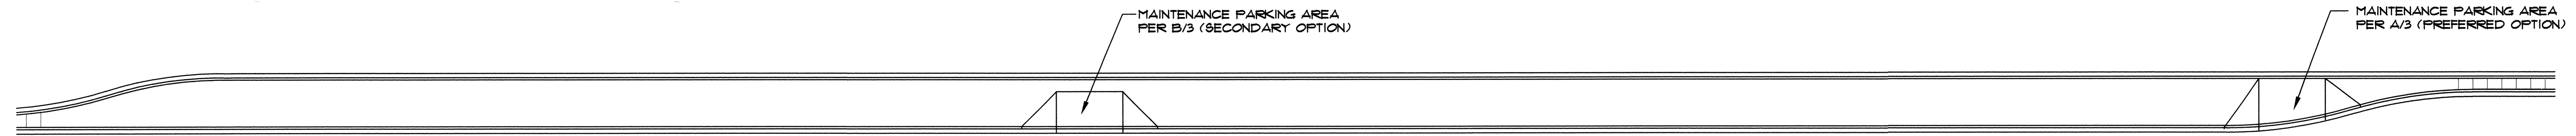 MAINTENANCE PARKING AREA
PER B/3 (SECONDARY OPTION)
MAINTENANCE PARKING AREA
PER A/3 (PREFERRED OPTION)